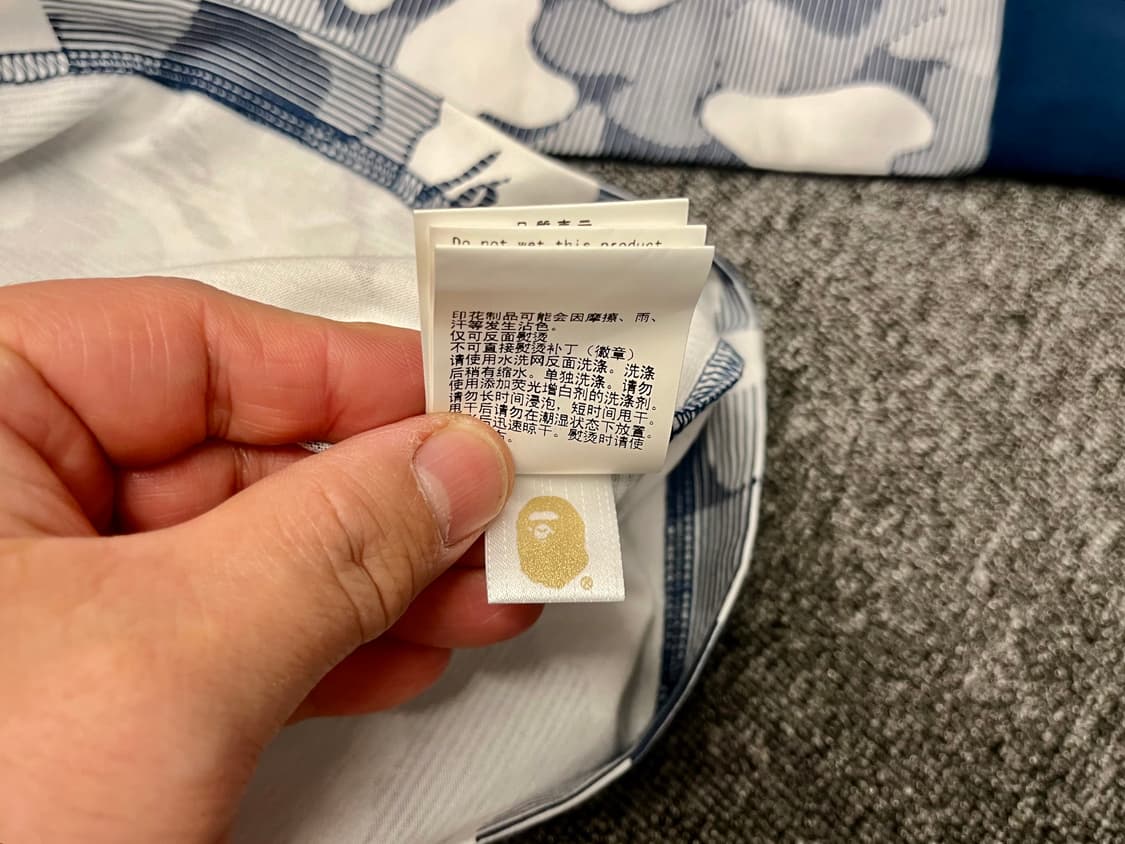 品質表示
Do not wet this product
印花制品可能会因摩擦、雨、
汗等发生沾色。
仅可反面熨烫
不可直接熨烫补丁（徽章）
请使用水洗网反面洗涤。洗涤
后稍有缩水。单独洗涤。请勿
使用添加荧光增白剂的洗涤剂。
请勿长时间浸泡，短时间甩干。
甩干后请勿在潮湿状态下放置。
后迅速晾干。熨烫时请使
。
®